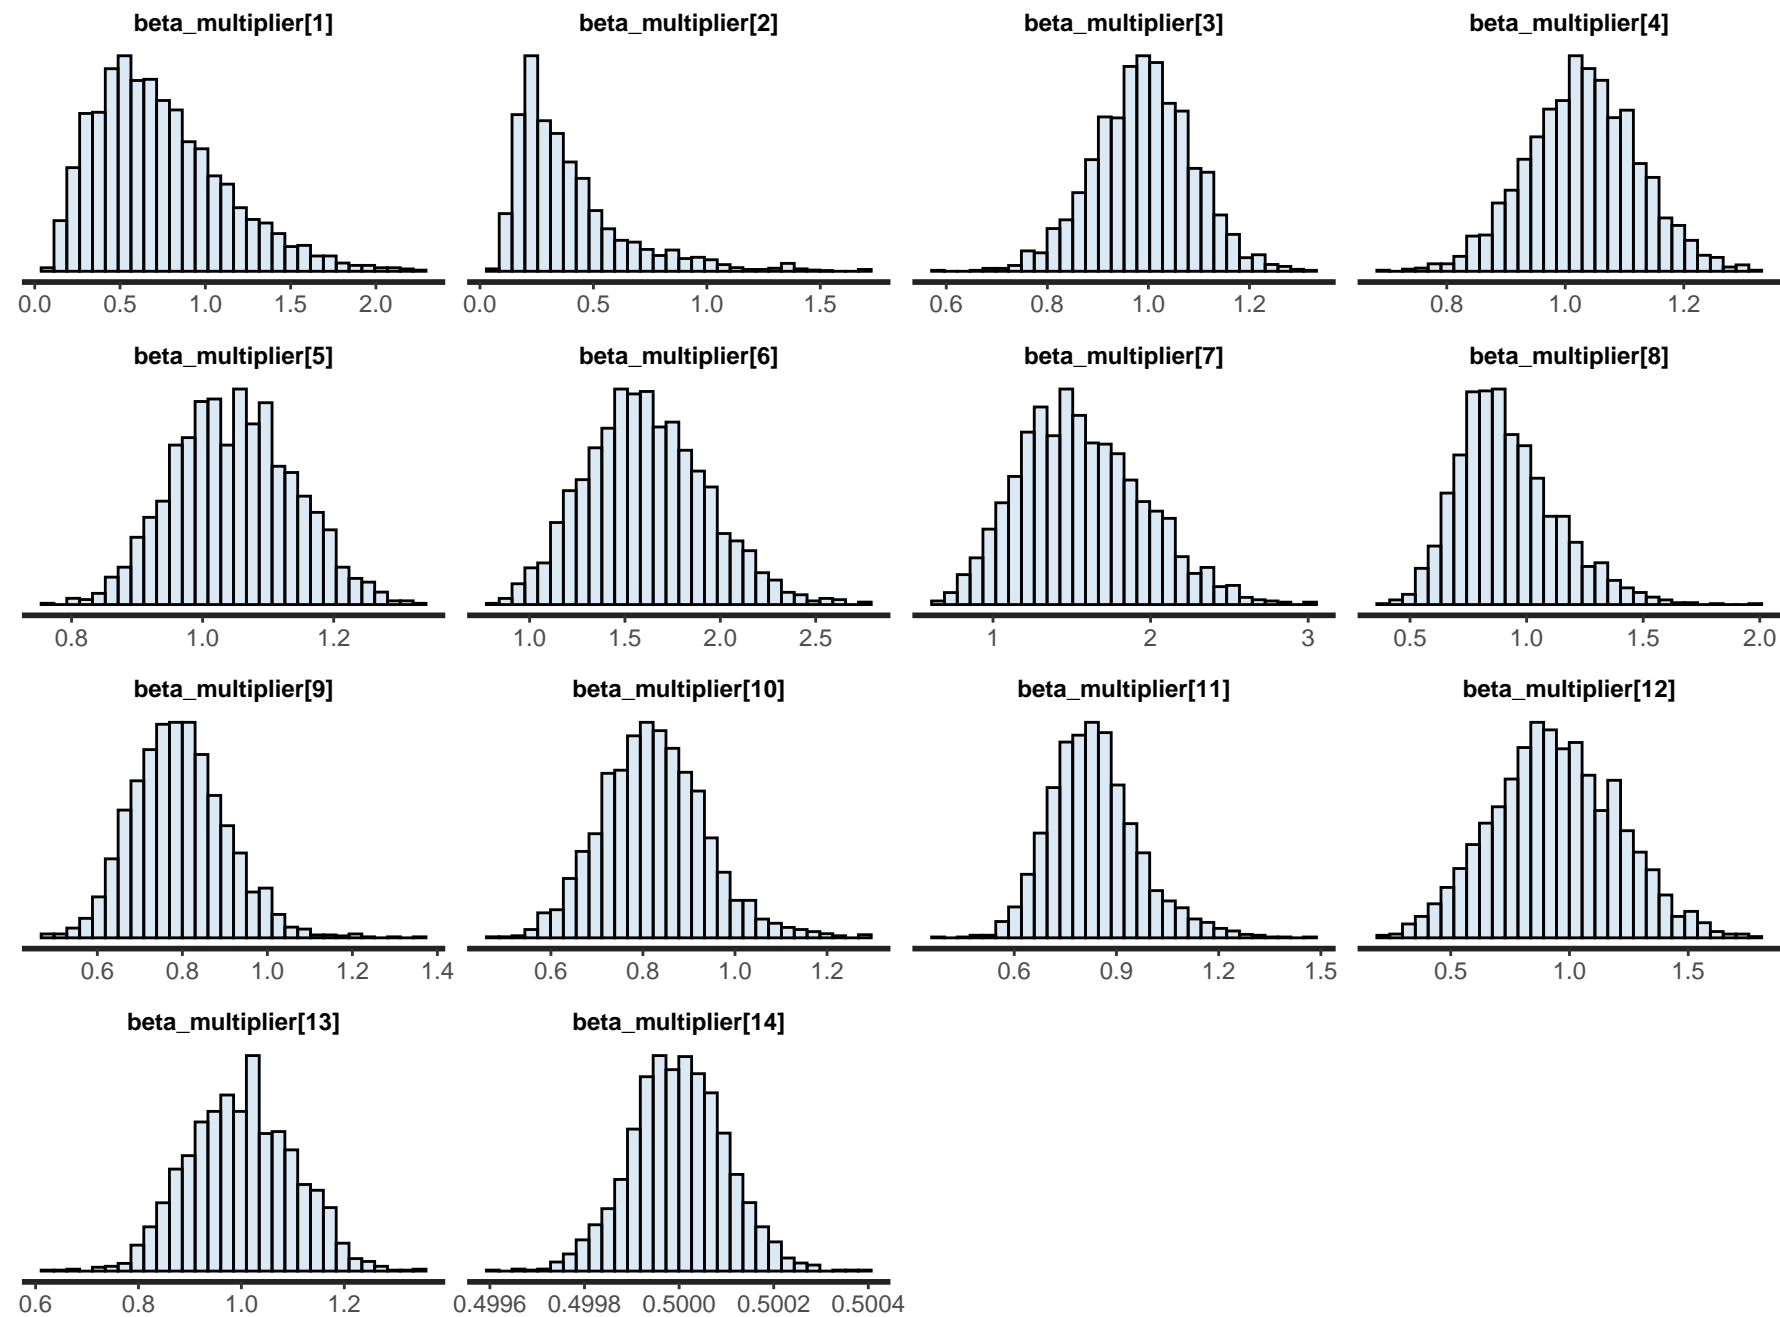 beta_multiplier[1] beta_multiplier[2] beta_multiplier[3] beta_multiplier[4]
0.0 0.5 1.0 1.5 2.0 0.0 0.5 1.0 1.5 0.6 0.8 1.0 1.2 0.8 1.0 1.2
beta_multiplier[5] beta_multiplier[6] beta_multiplier[7] beta_multiplier[8]
0.8 1.0 1.2 1.0 1.5 2.0 2.5 1 2 3 0.5 1.0 1.5 2.0
beta_multiplier[9] beta_multiplier[10] beta_multiplier[11] beta_multiplier[12]
0.6 0.8 1.0 1.2 1.4 0.6 0.8 1.0 1.2 0.6 0.9 1.2 1.5 0.5 1.0 1.5
beta_multiplier[13] beta_multiplier[14]
0.6 0.8 1.0 1.2 0.4996 0.4998 0.5000 0.5002 0.5004